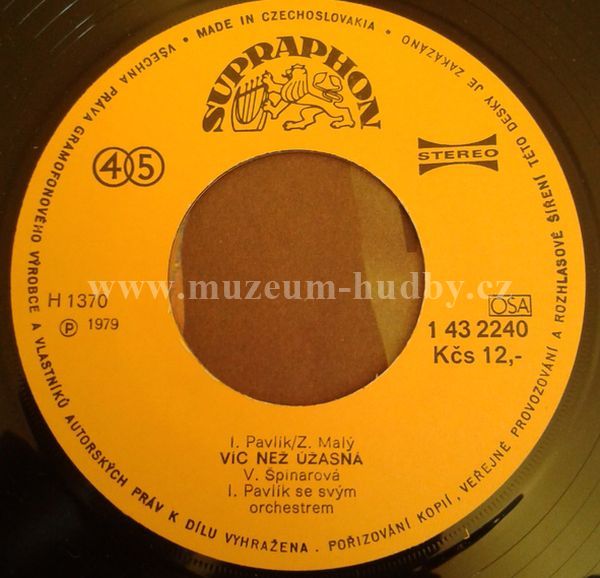 VŠECHNA PRÁVA GRAMOFONOVÉHO VÝROBCE A VLASTNÍKŮ AUTORSKÝCH PRÁV K DÍLU VYHRAŽENA . POŘIZOVÁNÍ KOPIÍ, VEŘEJNÉ PROVOZOVÁNÍ A ROZHLASOVÉ ŠÍŘENÍ TÉTO DESKY JE ZAKÁZÁNO
• MADE IN CZECHOSLOVAKIA •
SUPRAPHON
45
STEREO
www.muzeum-hudby.cz
H 1370
℗ 1979
OSA
1 43 2240
Kčs 12,-
I. Pavlík/Z. Malý
VÍC NEŽ ÚŽASNÁ
V. Špinarová
I. Pavlík se svým
orchestrem